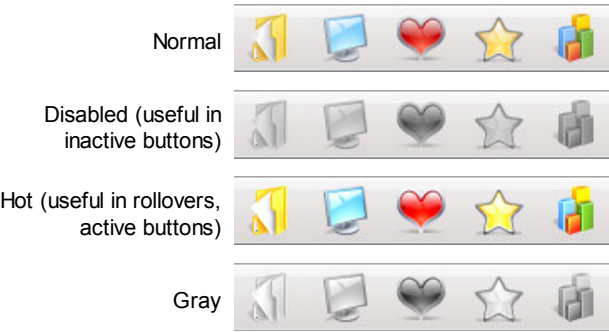 Normal
Disabled (useful in
inactive buttons)
Hot (useful in rollovers,
active buttons)
Gray